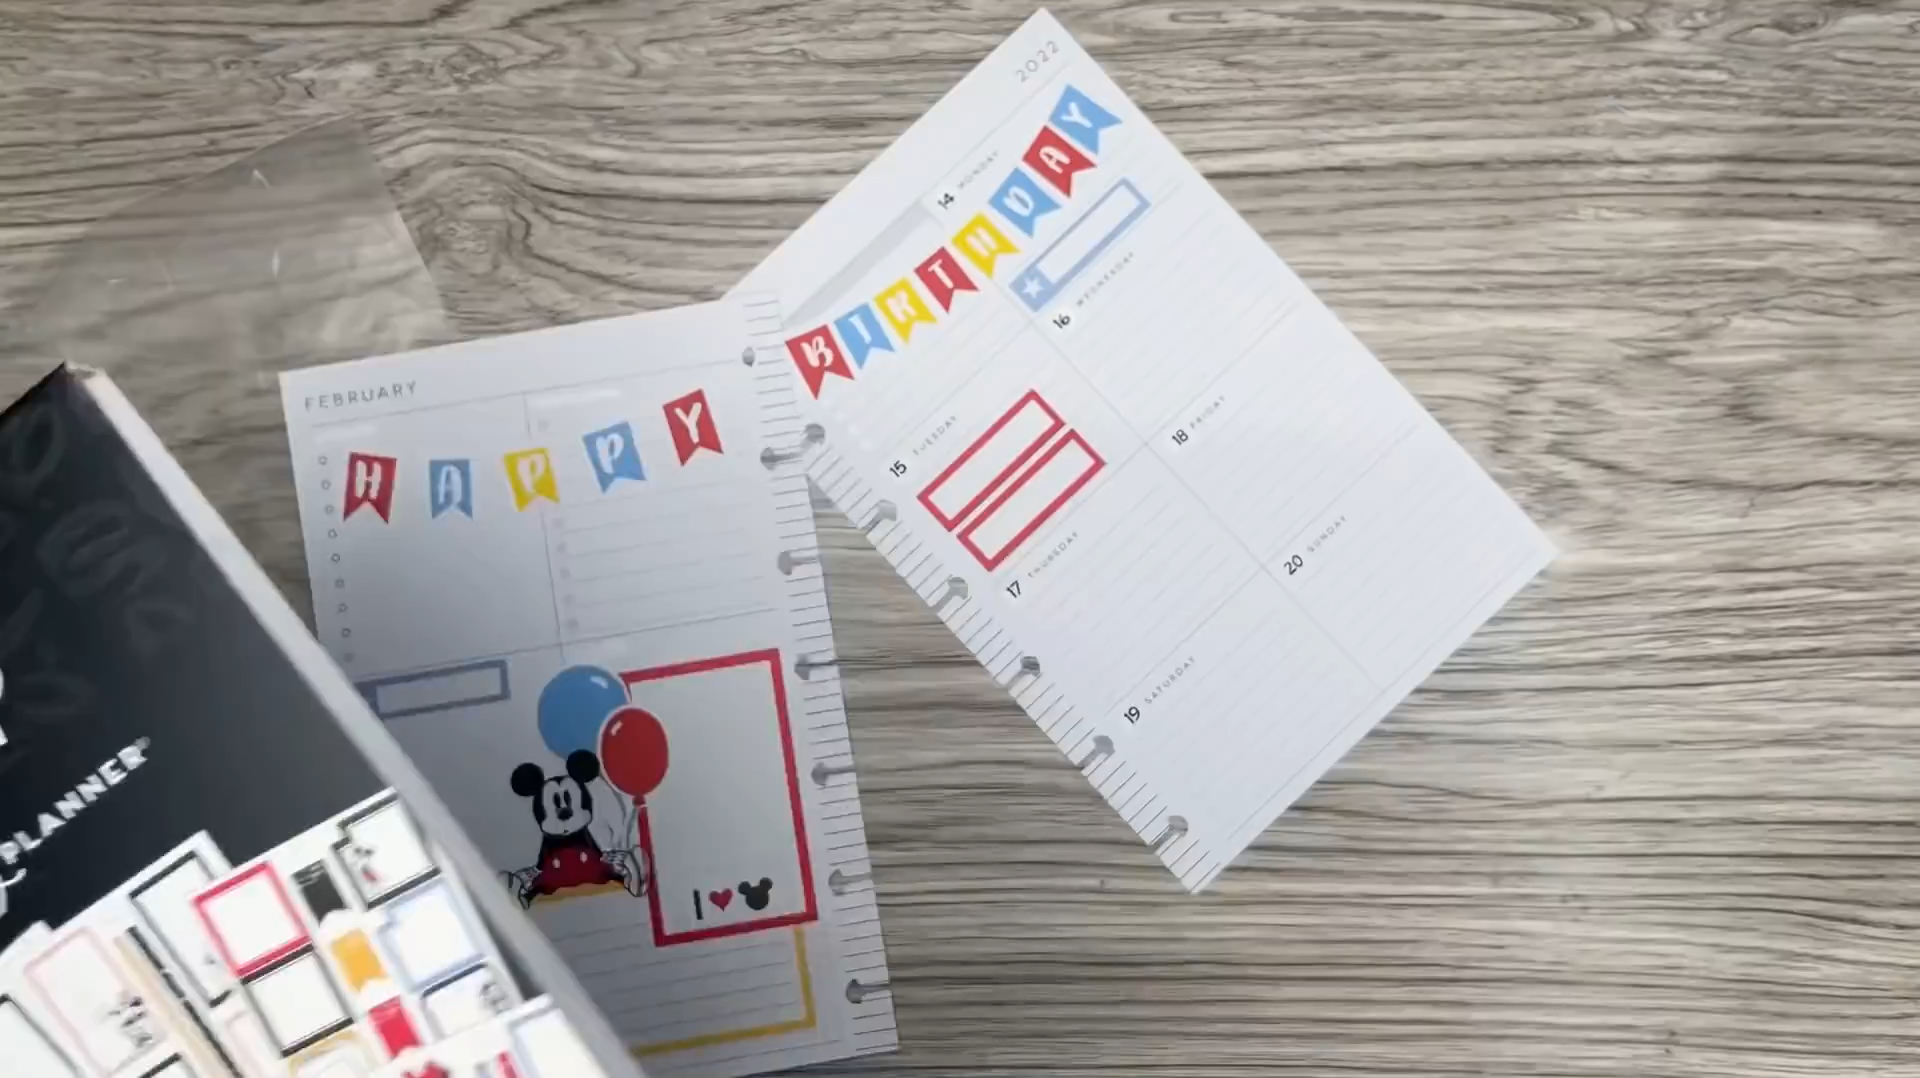 FEBRUARY
HAPPY
I
2022
BIRTHDAY
14 MONDAY
15 TUESDAY
16 WEDNESDAY
17 THURSDAY
18 FRIDAY
19 SATURDAY
20 SUNDAY
PLANNER®